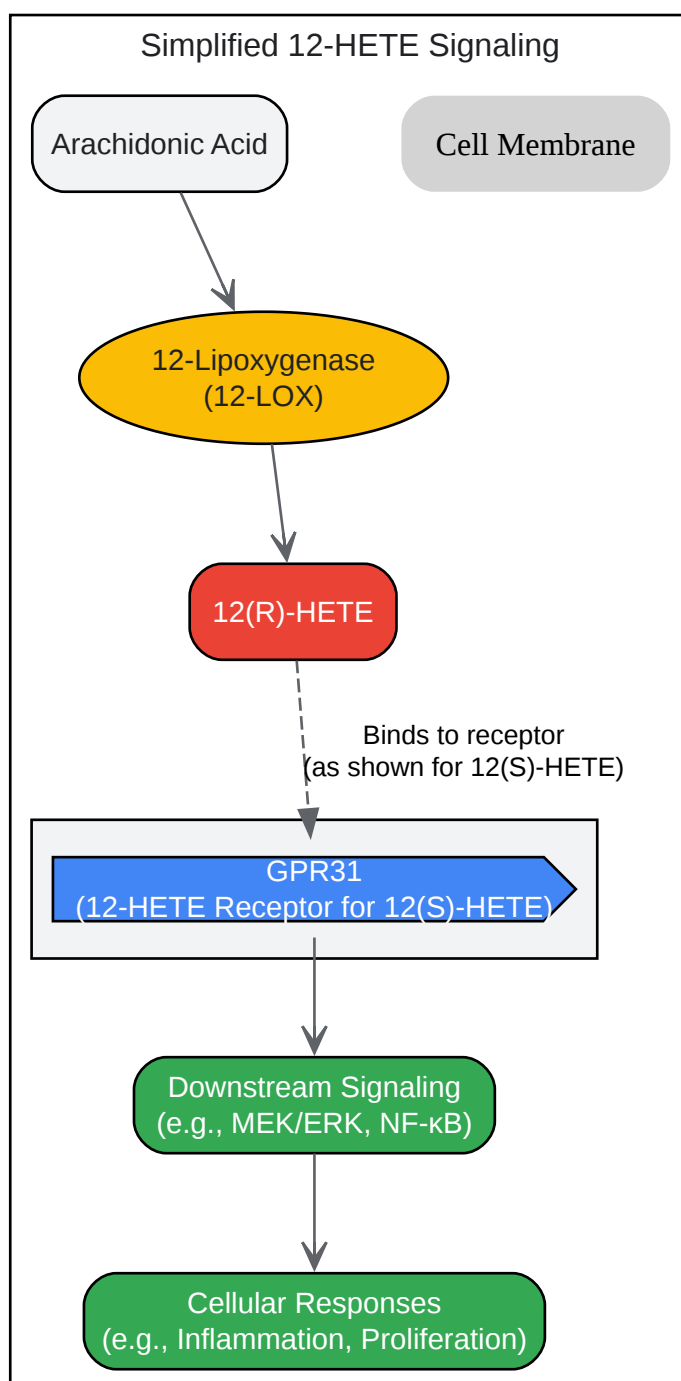 Simplified 12-HETE Signaling
Arachidonic Acid
Cell Membrane
12-Lipoxygenase
(12-LOX)
12(R)-HETE
Binds to receptor
(as shown for 12(S)-HETE)
GPR31
(12-HETE Receptor for 12(S)-HETE)
Downstream Signaling
(e.g., MEK/ERK, NF-κB)
Cellular Responses
(e.g., Inflammation, Proliferation)